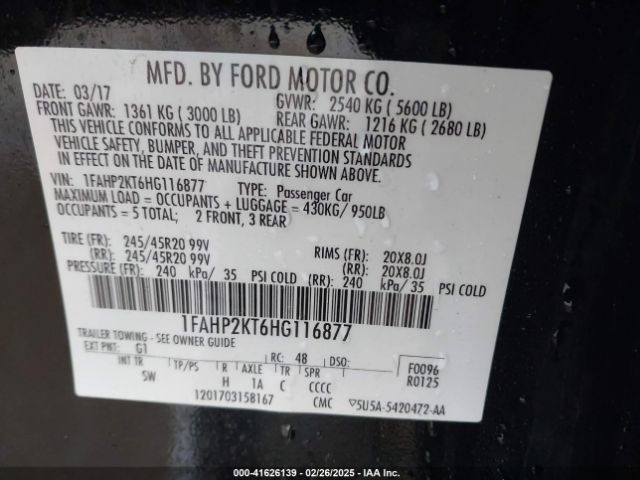 MFD. BY FORD MOTOR CO.
DATE: 03/17 GVWR: 2540 KG ( 5600 LB)
FRONT GAWR: 1361 KG ( 3000 LB) REAR GAWR: 1216 KG ( 2680 LB)
THIS VEHICLE CONFORMS TO ALL APPLICABLE FEDERAL MOTOR
VEHICLE SAFETY, BUMPER, AND THEFT PREVENTION STANDARDS
IN EFFECT ON THE DATE OF MANUFACTURE SHOWN ABOVE.
VIN: 1FAHP2KT6HG116877 TYPE: Passenger Car
MAXIMUM LOAD = OCCUPANTS + LUGGAGE = 430KG/ 950LB
OCCUPANTS = 5 TOTAL; 2 FRONT, 3 REAR
TIRE (FR): 245/45R20 99V RIMS (FR): 20X8.0J
(RR): 245/45R20 99V (RR): 20X8.0J
PRESSURE (FR): 240 kPa/ 35 PSI COLD (RR): 240 kPa/ 35 PSI COLD
1FAHP2KT6HG116877
TRAILER TOWING - SEE OWNER GUIDE
EXT PNT: G1 RC: 48 DSO: F0096
INT TR TP/PS R AXLE TR SPR R0125
SW H 1A C CCCC
1201703158167 CMC ▽5U5A-5420472-AA
000-41626139 - 02/26/2025 - IAA Inc.